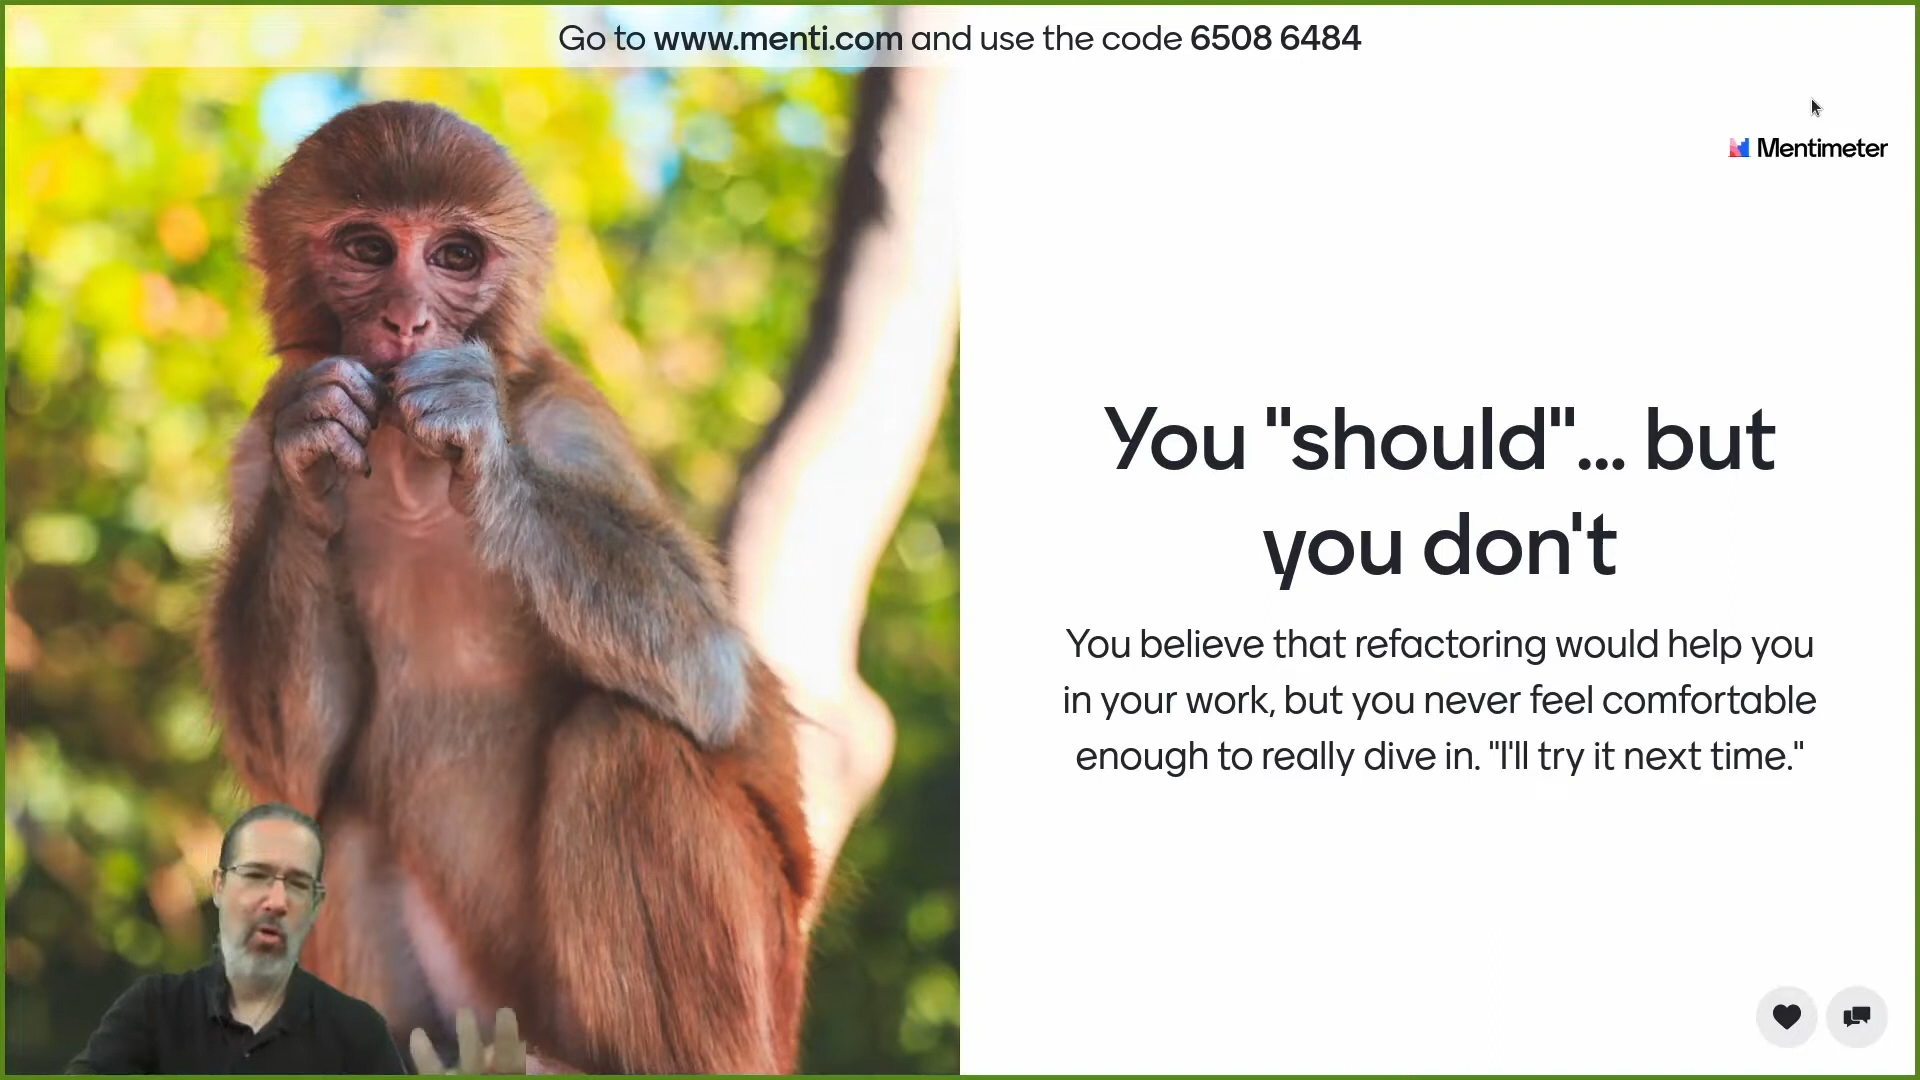 Go to www.menti.com and use the code 6508 6484
Mentimeter
You "should"... but
you don't
You believe that refactoring would help you
in your work, but you never feel comfortable
enough to really dive in. "I'll try it next time."